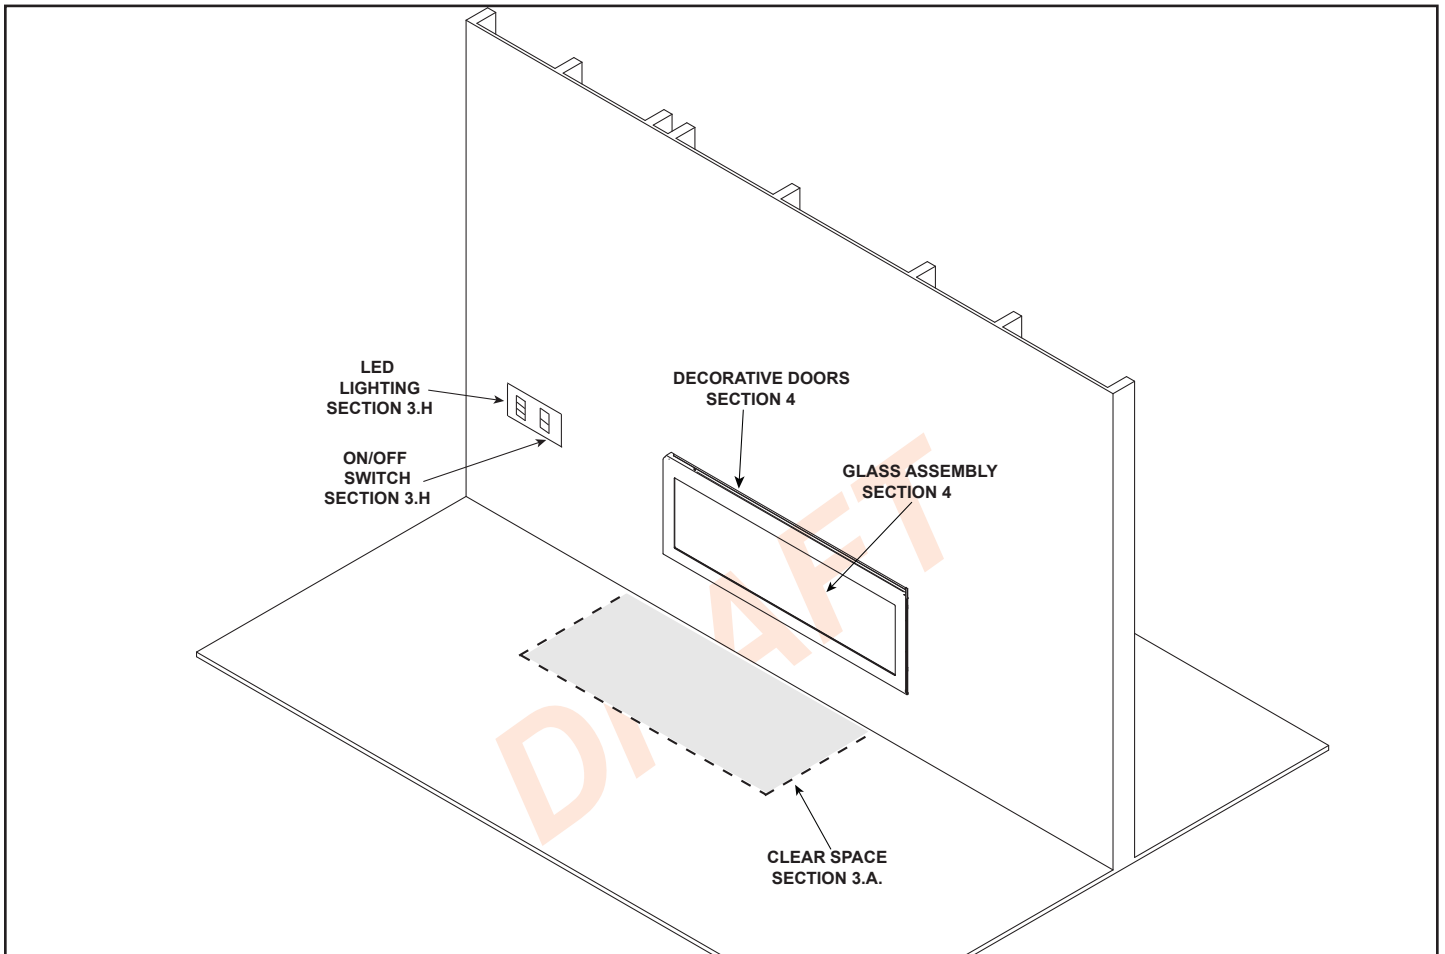 LED
LIGHTING
SECTION 3.H
ON/OFF
SWITCH
SECTION 3.H
DECORATIVE DOORS
SECTION 4
GLASS ASSEMBLY
SECTION 4
CLEAR SPACE
SECTION 3.A.
DRAFT